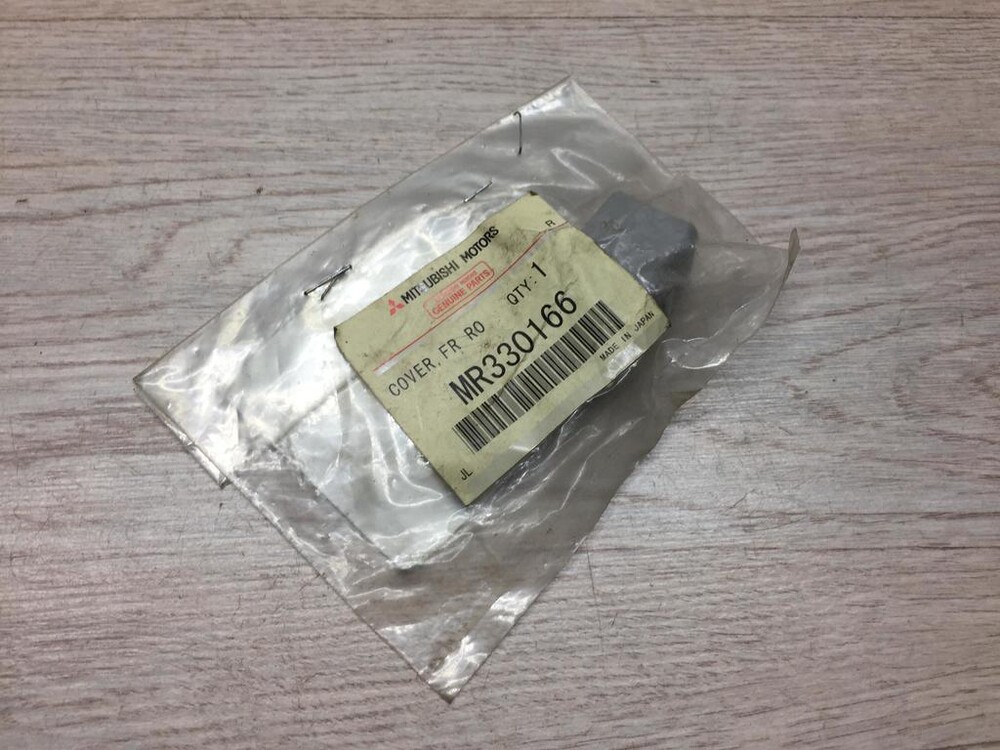 R
MITSUBISHI MOTORS
GENUINE PARTS
COVER,FR RO QTY:1
MR330166
MADE IN JAPAN
JL